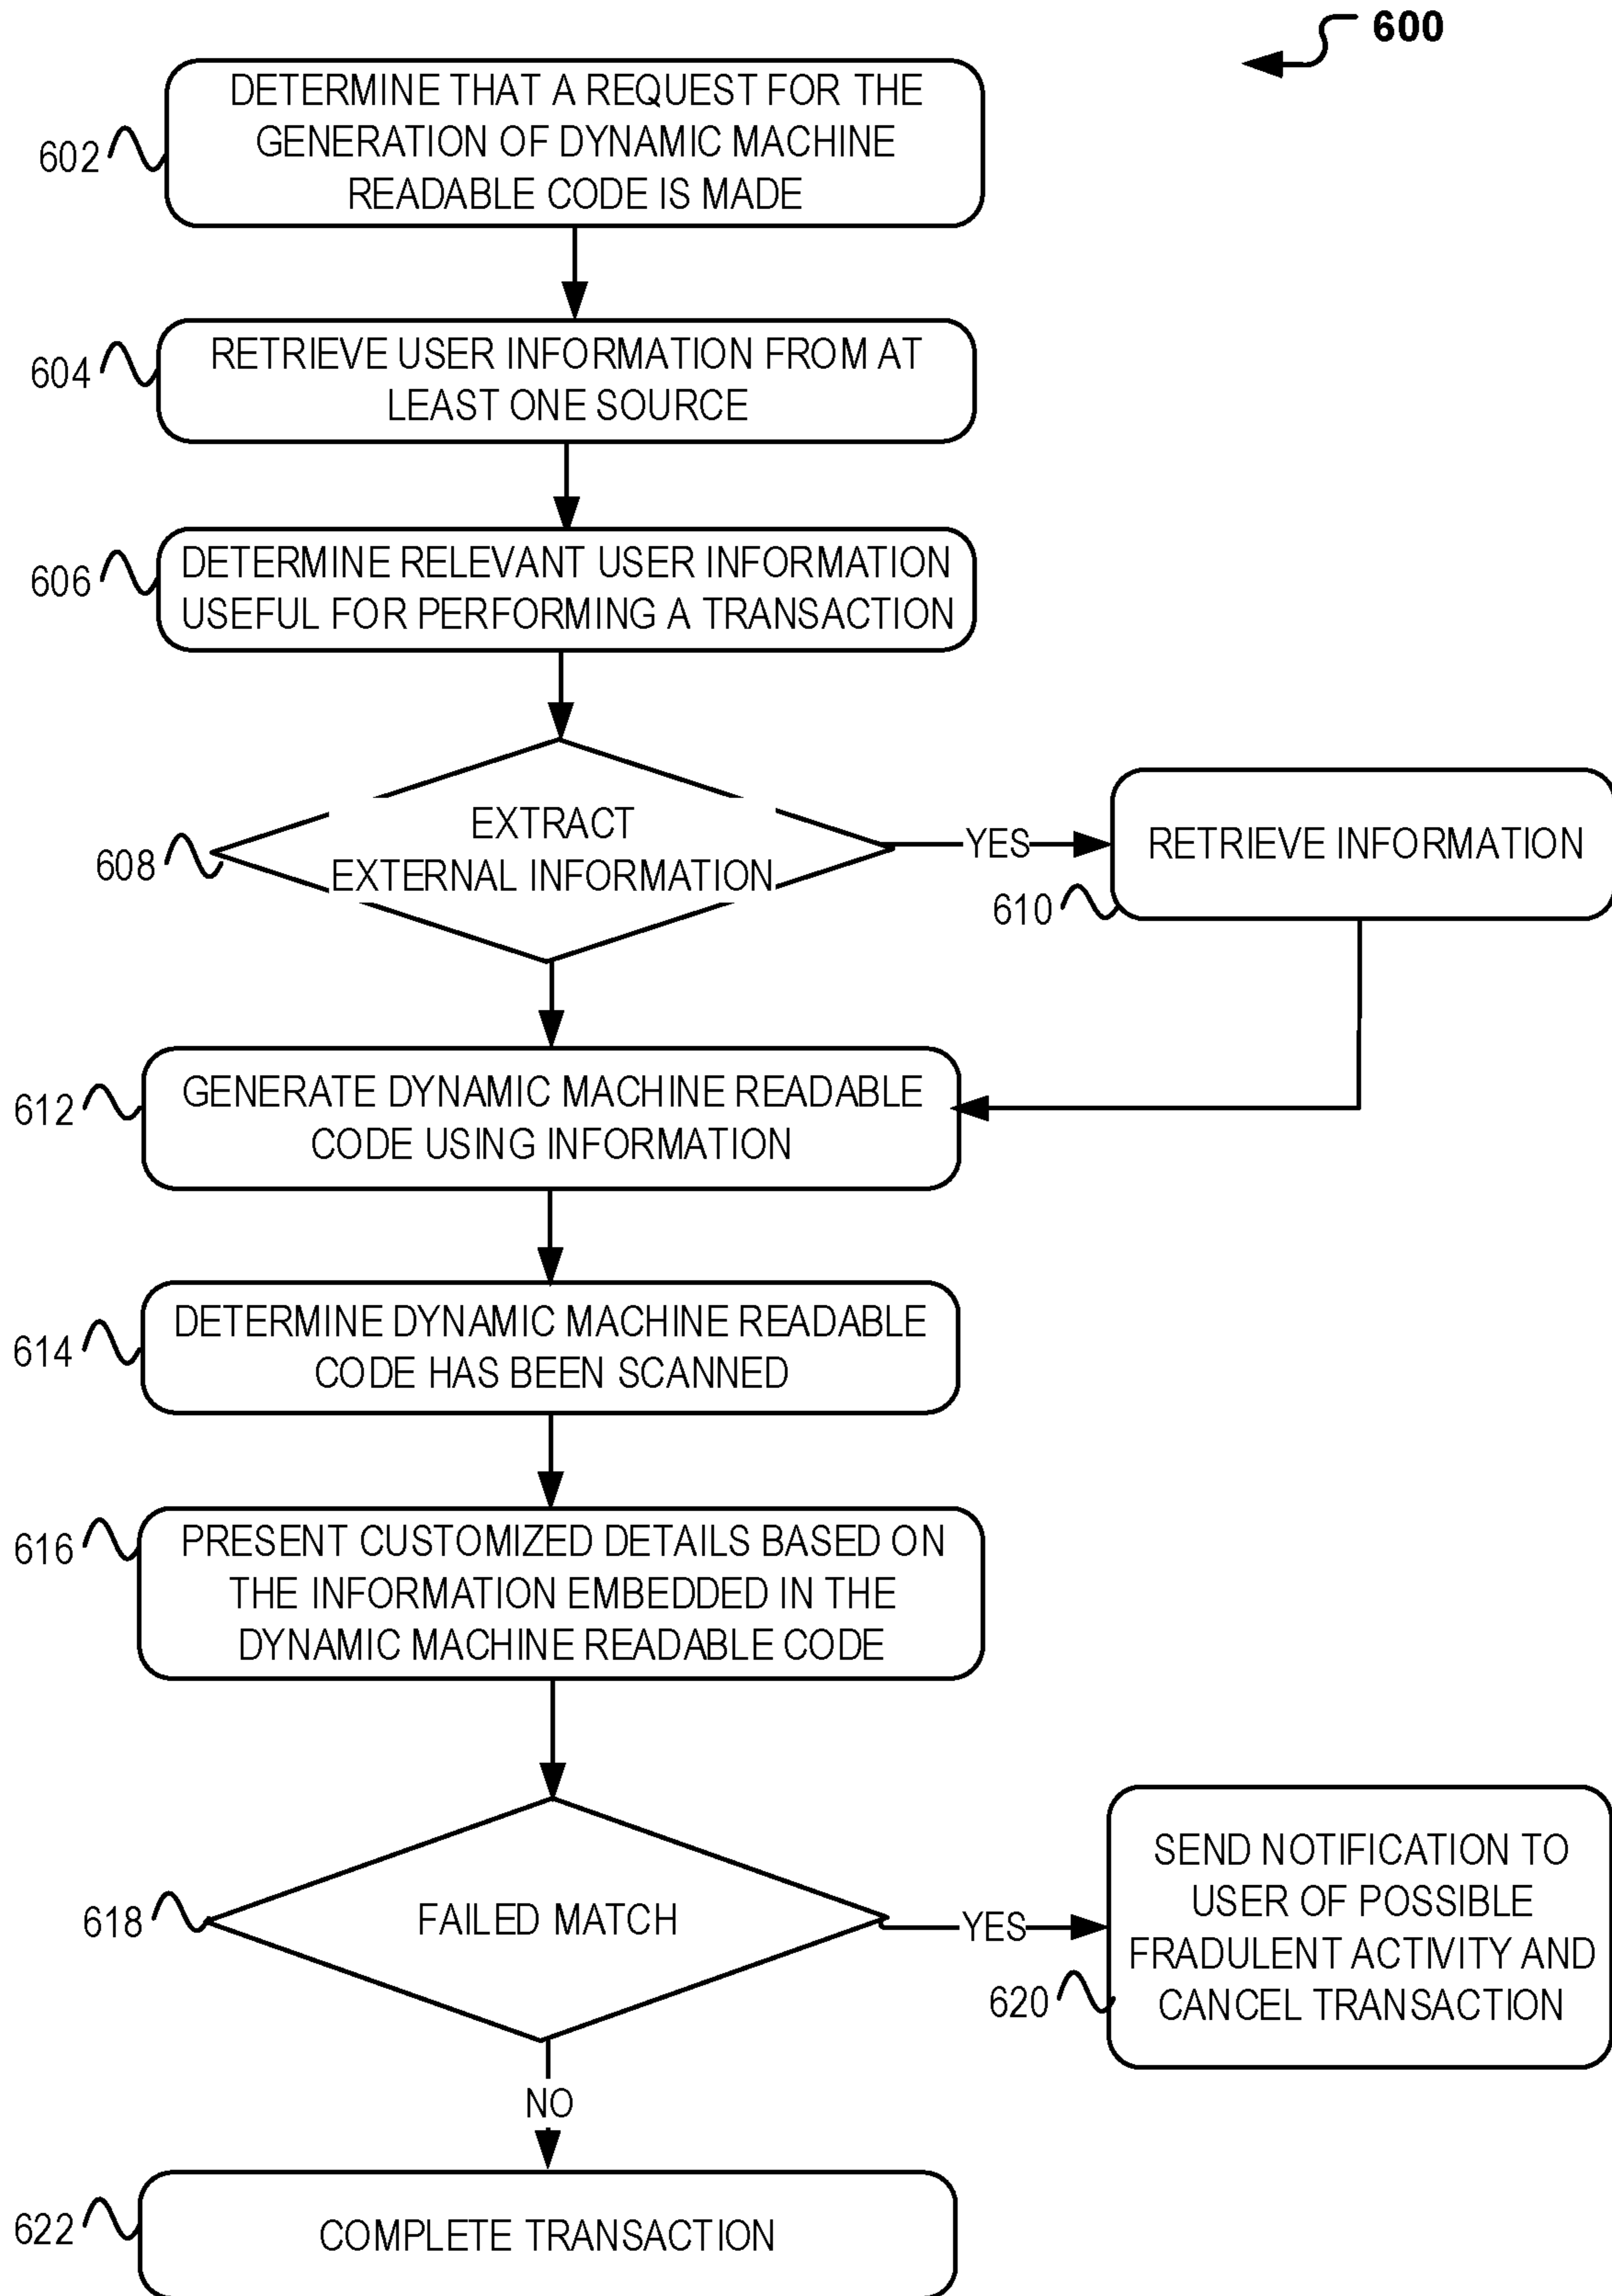 600
602
DETERMINE THAT A REQUEST FOR THE
GENERATION OF DYNAMIC MACHINE
READABLE CODE IS MADE
604
RETRIEVE USER INFORMATION FROM AT
LEAST ONE SOURCE
606
DETERMINE RELEVANT USER INFORMATION
USEFUL FOR PERFORMING A TRANSACTION
608
EXTRACT
EXTERNAL INFORMATION
YES
RETRIEVE INFORMATION
610
612
GENERATE DYNAMIC MACHINE READABLE
CODE USING INFORMATION
614
DETERMINE DYNAMIC MACHINE READABLE
CODE HAS BEEN SCANNED
616
PRESENT CUSTOMIZED DETAILS BASED ON
THE INFORMATION EMBEDDED IN THE
DYNAMIC MACHINE READABLE CODE
618
FAILED MATCH
YES
SEND NOTIFICATION TO
USER OF POSSIBLE
FRADULENT ACTIVITY AND
CANCEL TRANSACTION
620
NO
622
COMPLETE TRANSACTION